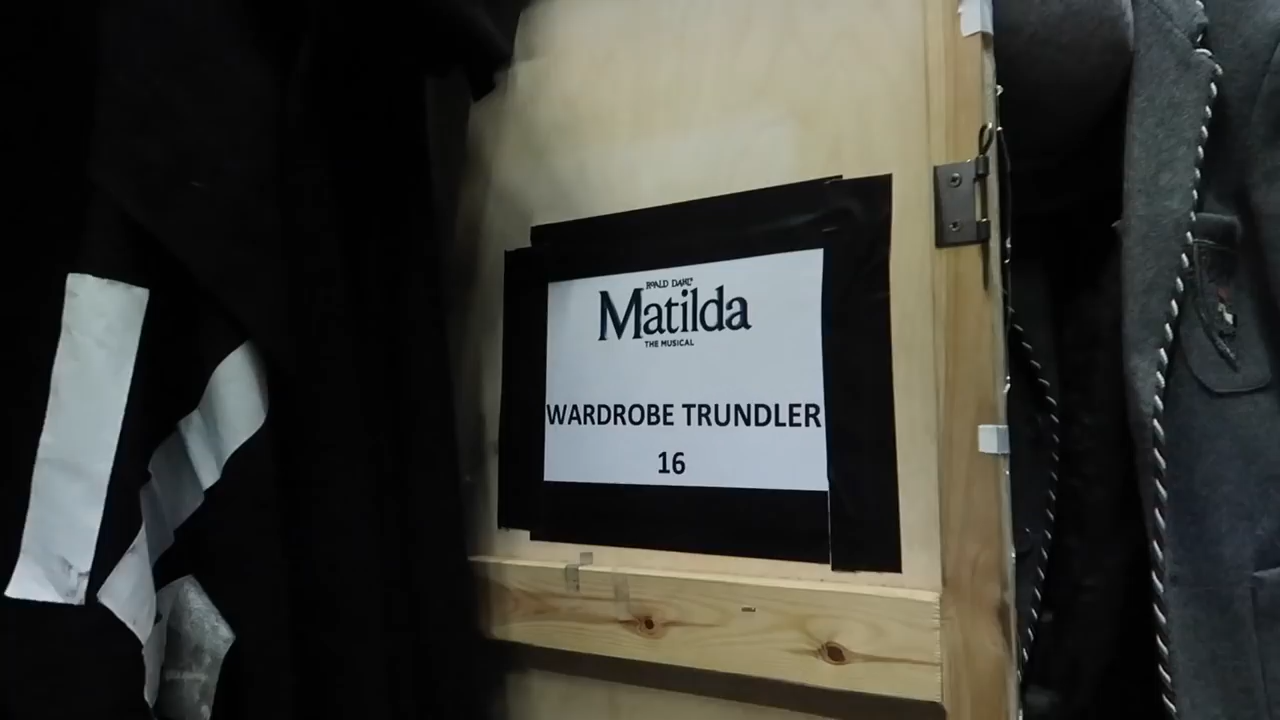 ROALD DAHL'S
Matilda
THE MUSICAL
WARDROBE TRUNDLER
16